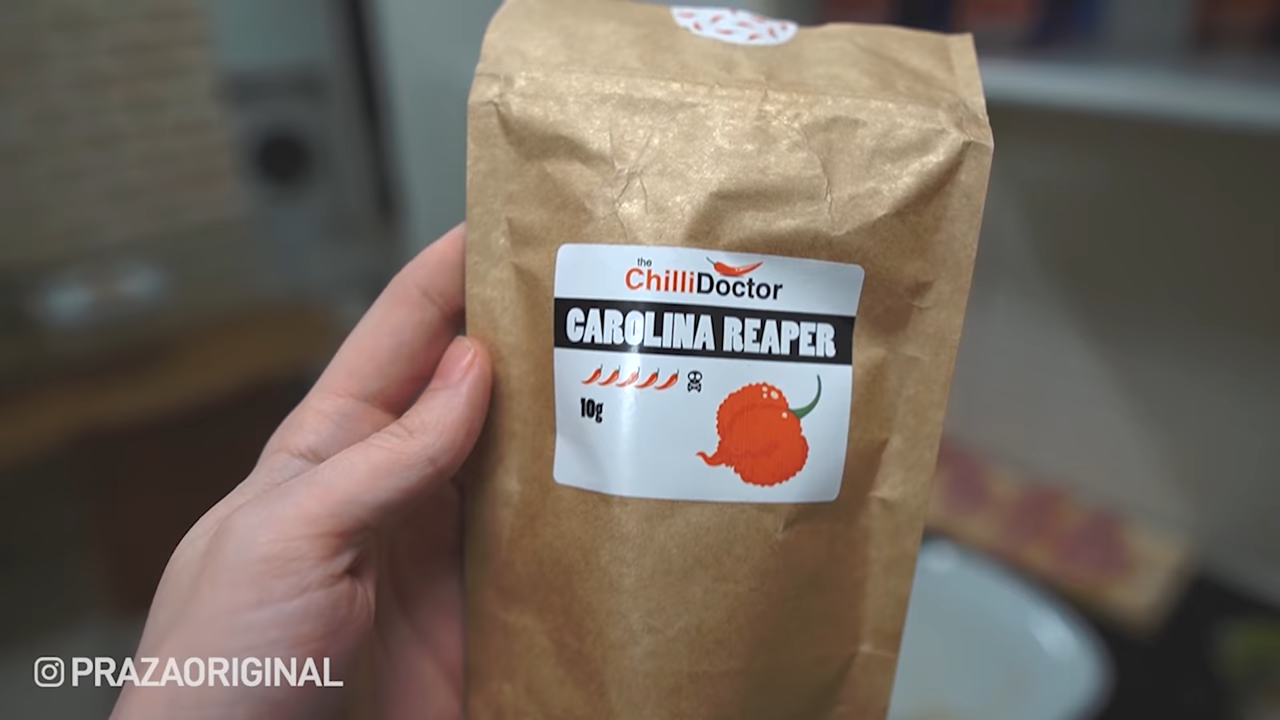 the
ChilliDoctor
CAROLINA REAPER
10g
PRAZAORIGINAL